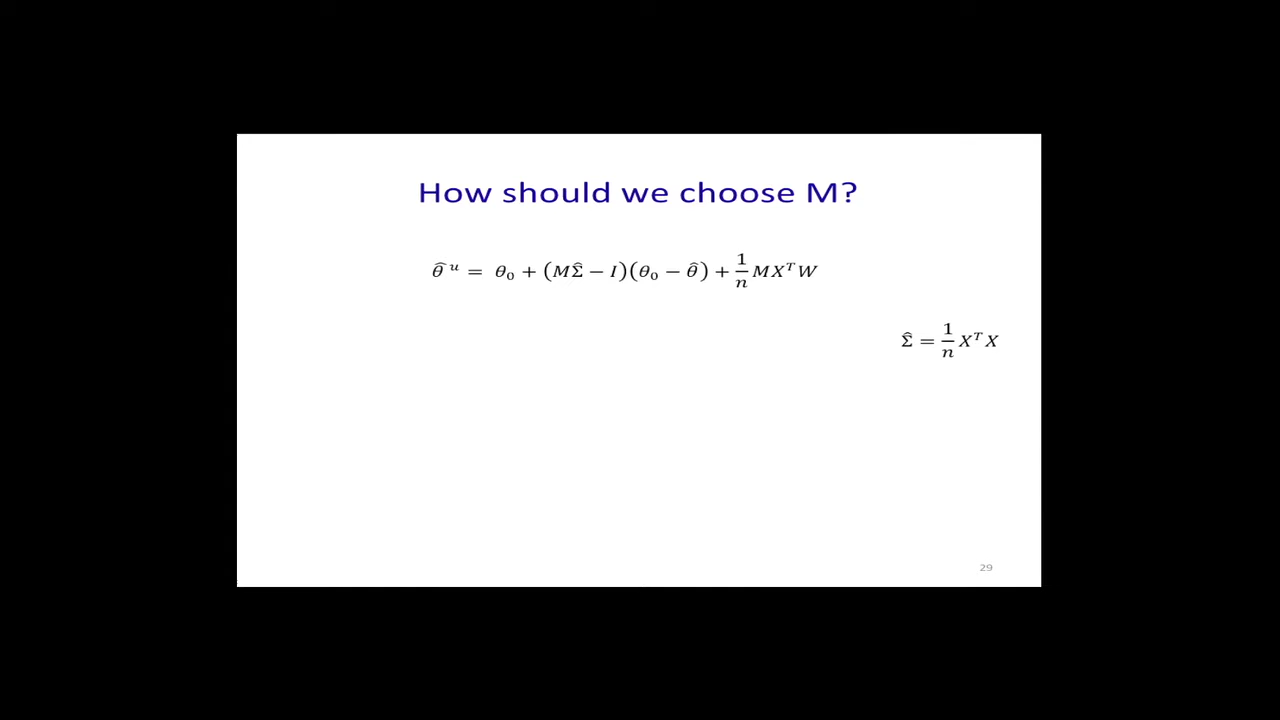 How should we choose M?
θ̂ ᵘ = θ₀ + (MΣ̂ − I)(θ₀ − θ̂) + 1/n MXᵀW
Σ̂ = 1/n XᵀX
29